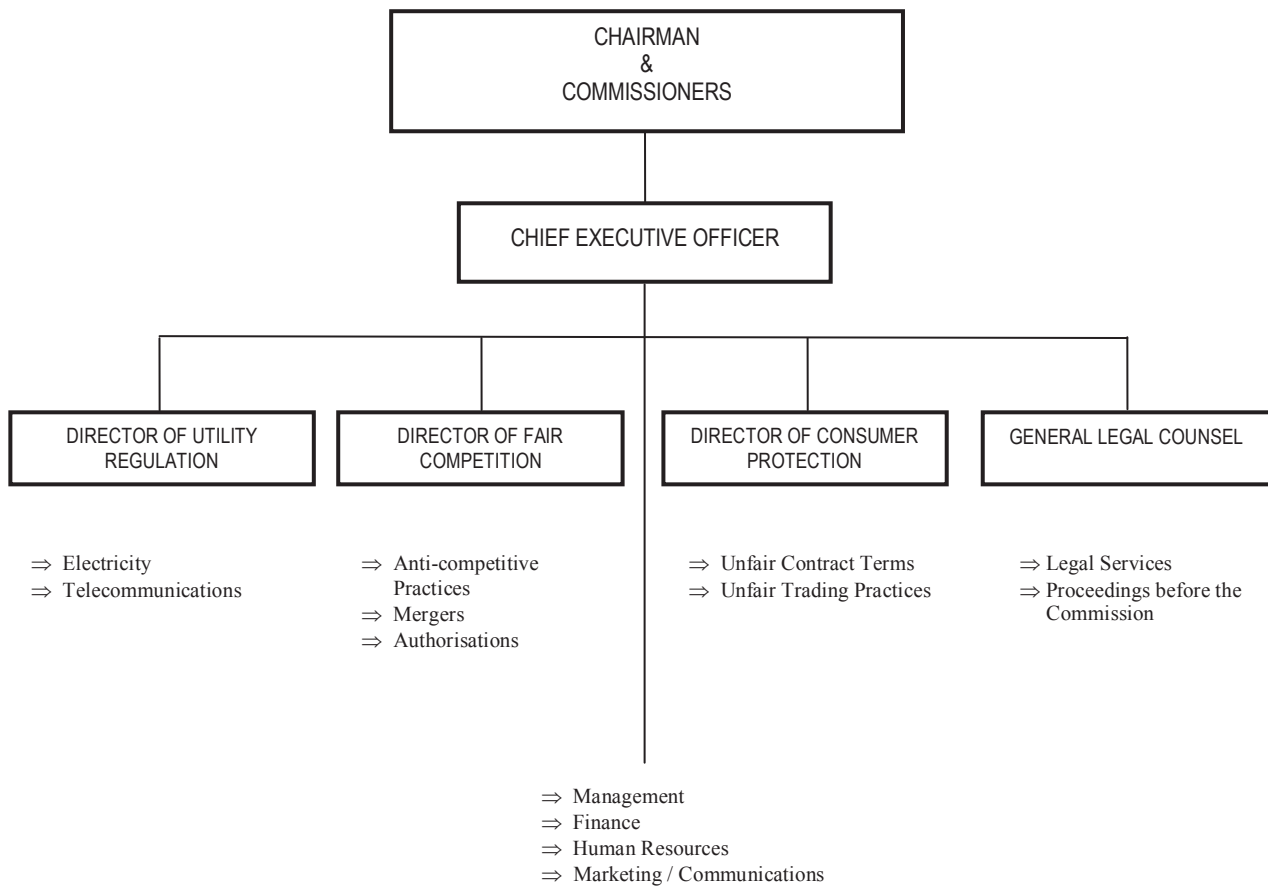 CHAIRMAN
&
COMMISSIONERS
CHIEF EXECUTIVE OFFICER
DIRECTOR OF UTILITY
REGULATION
DIRECTOR OF FAIR
COMPETITION
DIRECTOR OF CONSUMER
PROTECTION
GENERAL LEGAL COUNSEL
⇒ Electricity
⇒ Telecommunications
⇒ Anti-competitive
Practices
⇒ Mergers
⇒ Authorisations
⇒ Unfair Contract Terms
⇒ Unfair Trading Practices
⇒ Legal Services
⇒ Proceedings before the
Commission
⇒ Management
⇒ Finance
⇒ Human Resources
⇒ Marketing / Communications